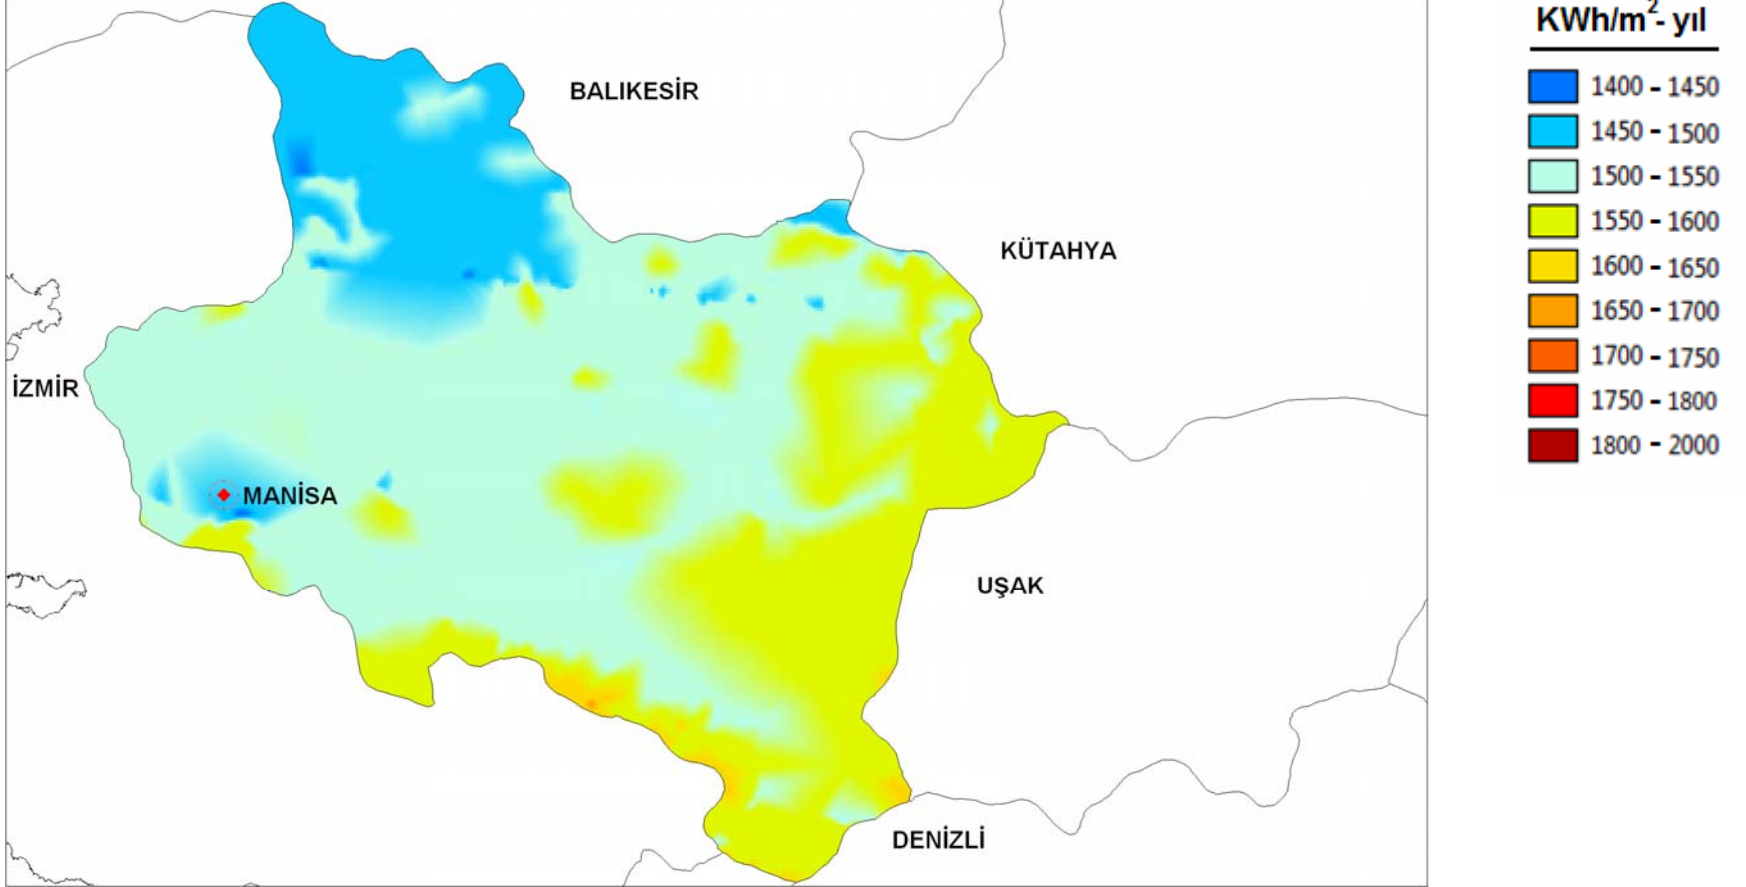 KWh/m²- yıl
1400 - 1450
1450 - 1500
1500 - 1550
1550 - 1600
1600 - 1650
1650 - 1700
1700 - 1750
1750 - 1800
1800 - 2000
BALIKESİR
KÜTAHYA
İZMİR
MANİSA
UŞAK
DENİZLİ